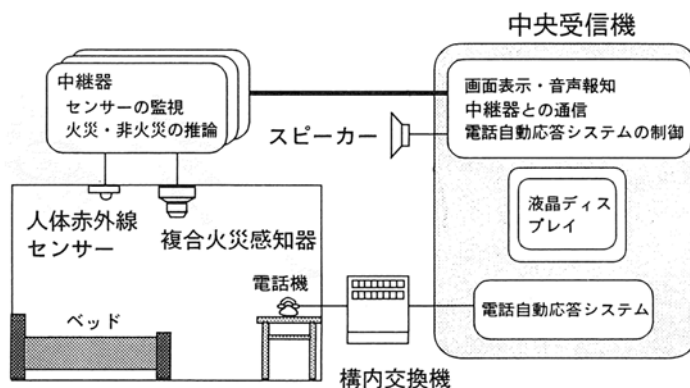 中央受信機
中継器
センサーの監視
火災・非火災の推論
画面表示・音声報知
中継器との通信
電話自動応答システムの制御
スピーカー
液晶ディス
プレイ
人体赤外線
センサー
複合火災感知器
電話機
電話自動応答システム
ベッド
構内交換機